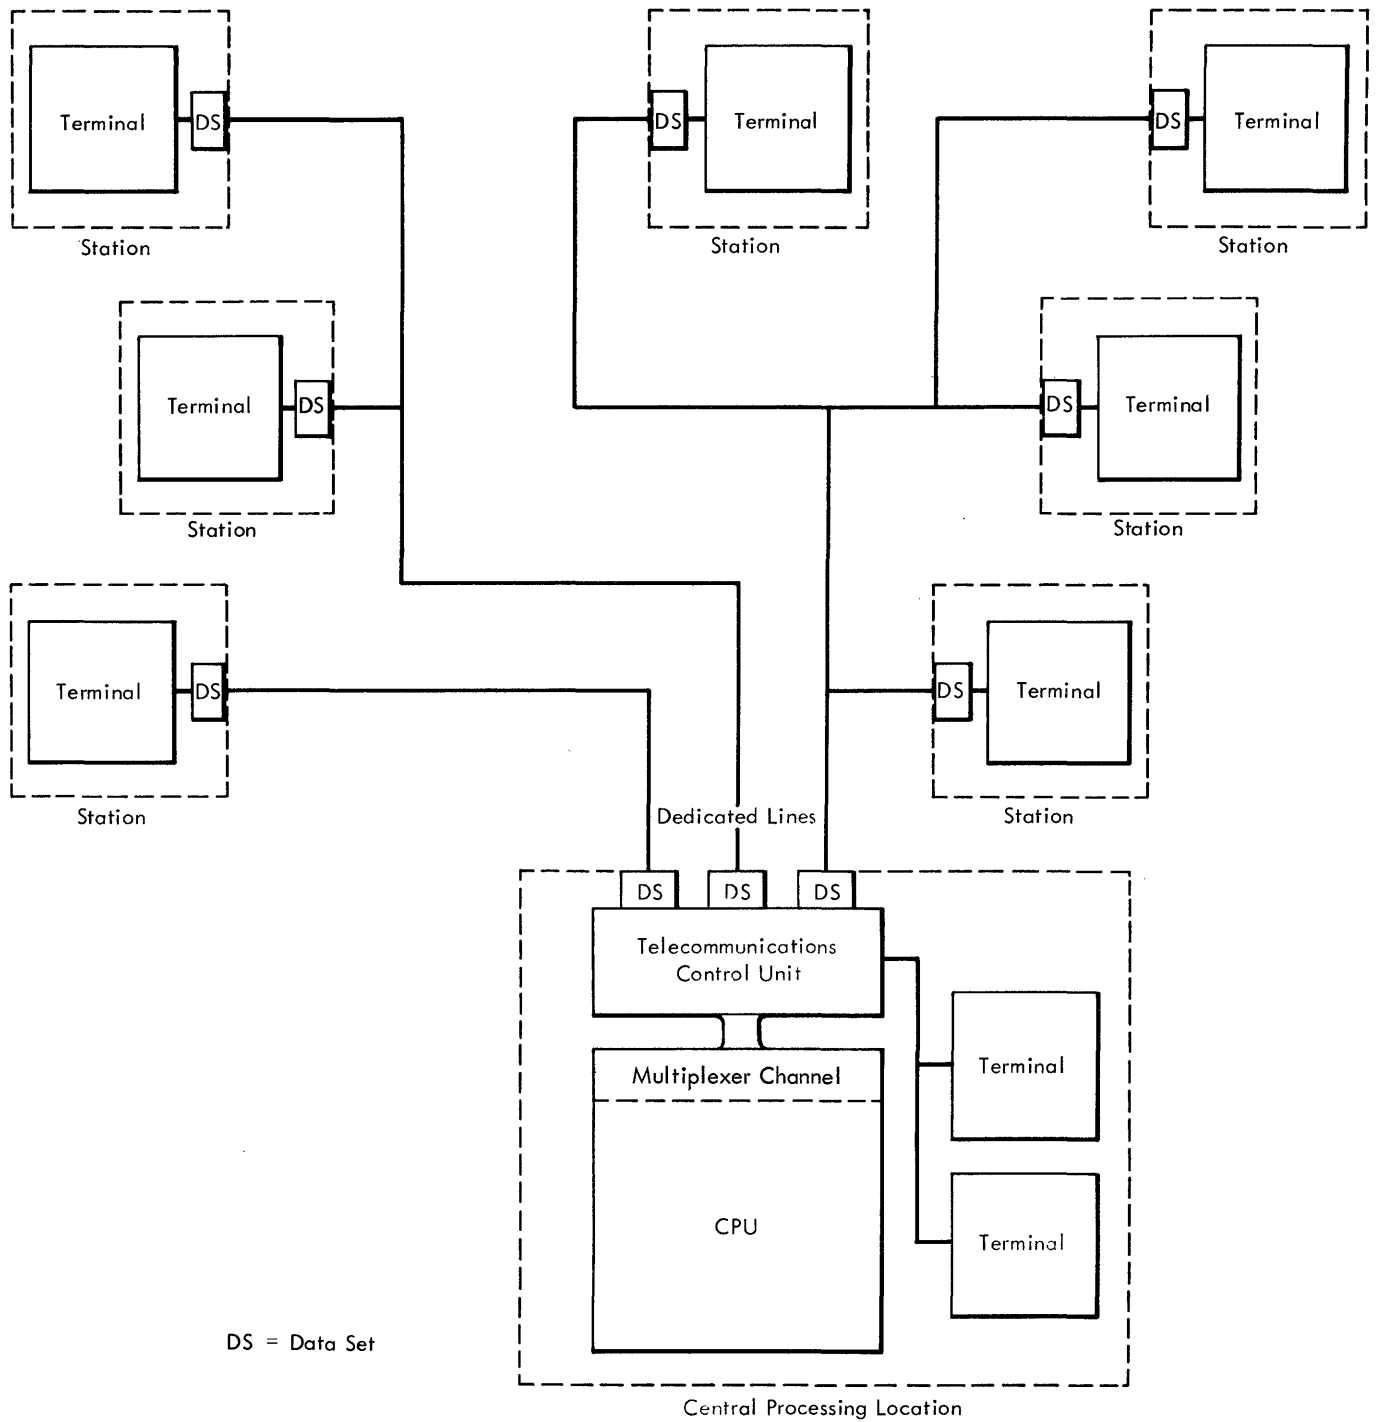 Terminal
DS
Station
DS
Terminal
Station
DS
Terminal
Station
Terminal
DS
Station
DS
Terminal
Station
Terminal
DS
Station
DS
Terminal
Station
Dedicated Lines
DS
DS
DS
Telecommunications
Control Unit
Multiplexer Channel
CPU
Terminal
Terminal
DS = Data Set
Central Processing Location